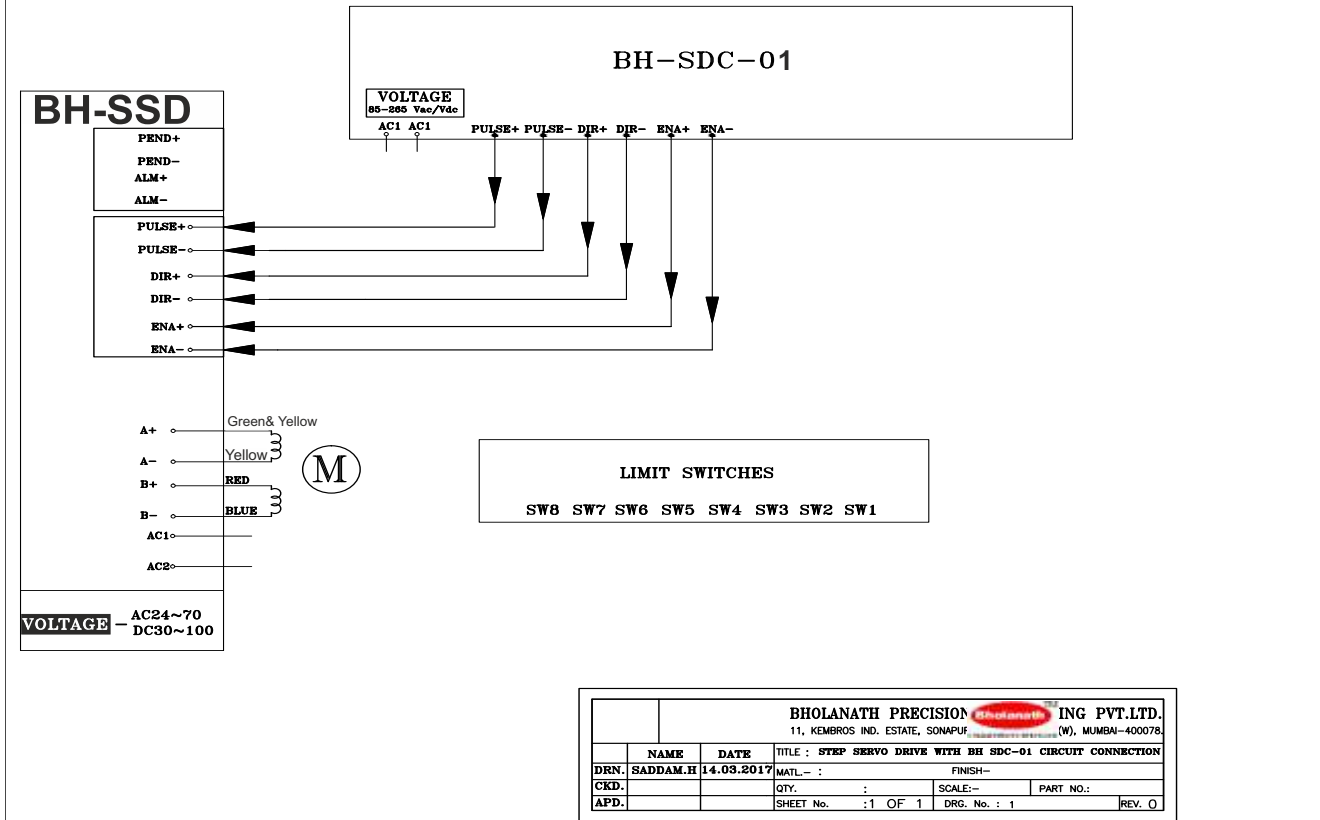 BH-SDC-01
VOLTAGE
85-265 Vac/Vdc
AC1 AC1
PULSE+ PULSE- DIR+ DIR- ENA+ ENA-
BH-SSD
PEND+
PEND-
ALM+
ALM-
PULSE+
PULSE-
DIR+
DIR-
ENA+
ENA-
A+ Green& Yellow
A- Yellow
M
B+ RED
B- BLUE
AC1
AC2
VOLTAGE - AC24~70
DC30~100
LIMIT SWITCHES
SW8 SW7 SW6 SW5 SW4 SW3 SW2 SW1
BHOLANATH PRECISION Bholanath ING PVT.LTD.
11, KEMBROS IND. ESTATE, (W), MUMBAI-400078.
NAME DATE TITLE : STEP SERVO DRIVE WITH BH SDC-01 CIRCUIT CONNECTION
DRN. SADDAM.H 14.03.2017 MATL.- : FINISH-
CKD. QTY. : SCALE:- PART NO.:
APD. SHEET No. :1 OF 1 DRG. No. : 1 REV. 0